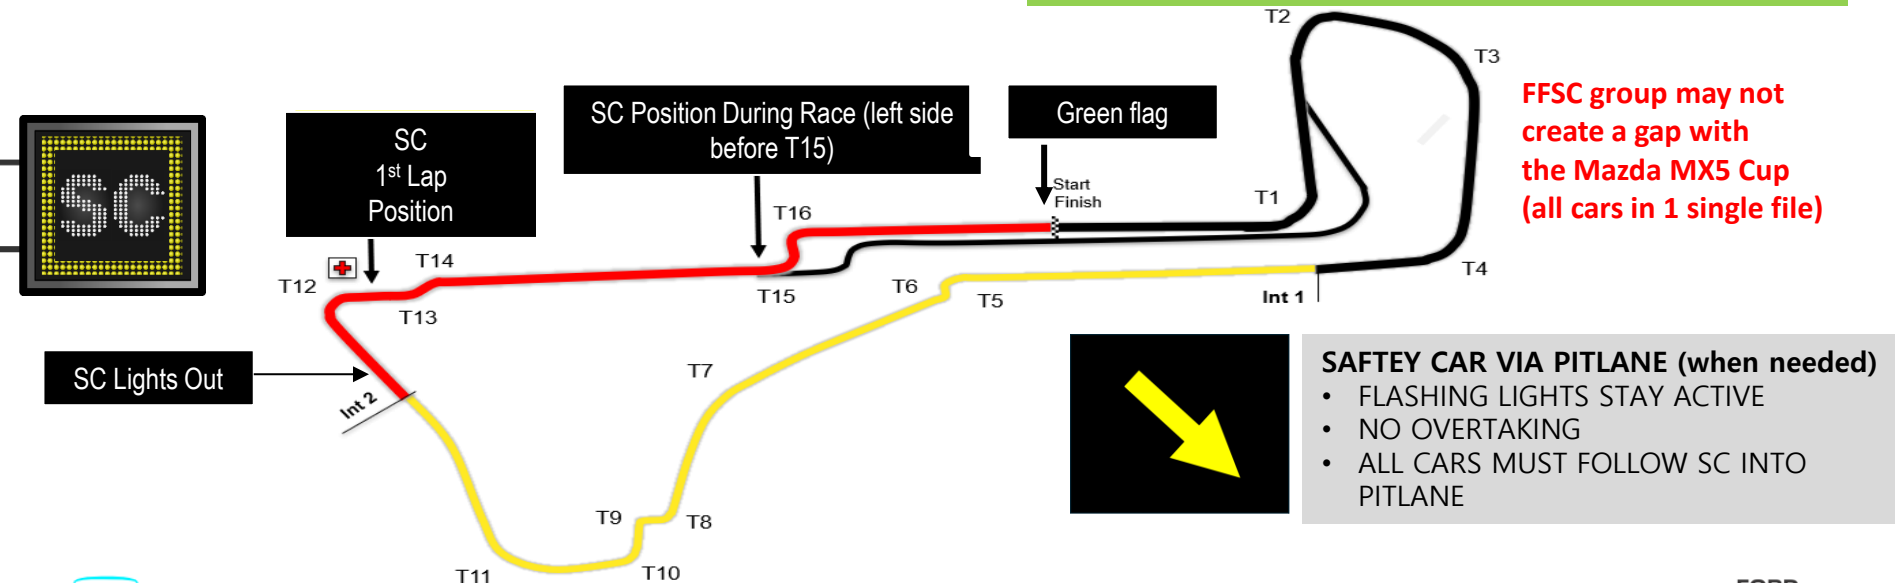 T2
T3
SC Position During Race (left side
before T15)
Green flag
FFSC group may not
create a gap with
the Mazda MX5 Cup
(all cars in 1 single file)
SC
SC
1st Lap
Position
Start
Finish
T1
T16
T14
T12
T13
T15
T6
T5
Int 1
T4
SC Lights Out
Int 2
T7
SAFTEY CAR VIA PITLANE (when needed)
• FLASHING LIGHTS STAY ACTIVE
• NO OVERTAKING
• ALL CARS MUST FOLLOW SC INTO
PITLANE
T9
T8
T11
T10